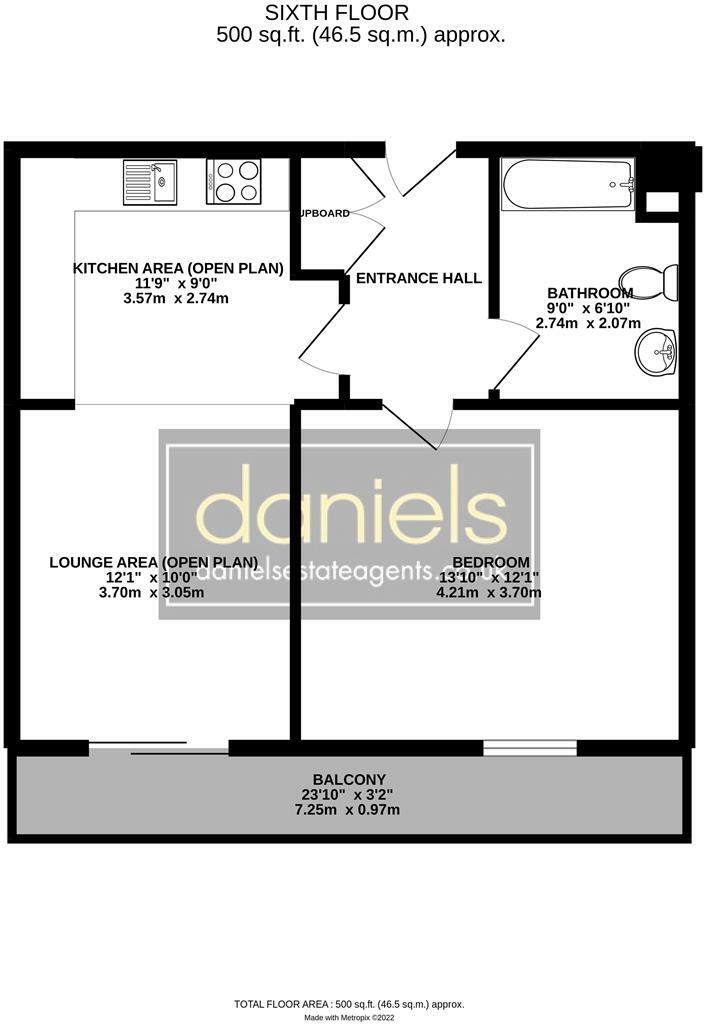 SIXTH FLOOR
500 sq.ft. (46.5 sq.m.) approx.
UPBOARD
KITCHEN AREA (OPEN PLAN)
11'9" x 9'0"
3.57m x 2.74m
ENTRANCE HALL
BATHROOM
9'0" x 6'10"
2.74m x 2.07m
daniels
danielsestateagents.co.uk
LOUNGE AREA (OPEN PLAN)
12'1" x 10'0"
3.70m x 3.05m
BEDROOM
13'10" x 12'1"
4.21m x 3.70m
BALCONY
23'10" x 3'2"
7.25m x 0.97m
TOTAL FLOOR AREA : 500 sq.ft. (46.5 sq.m.) approx.
Made with Metropix ©2022